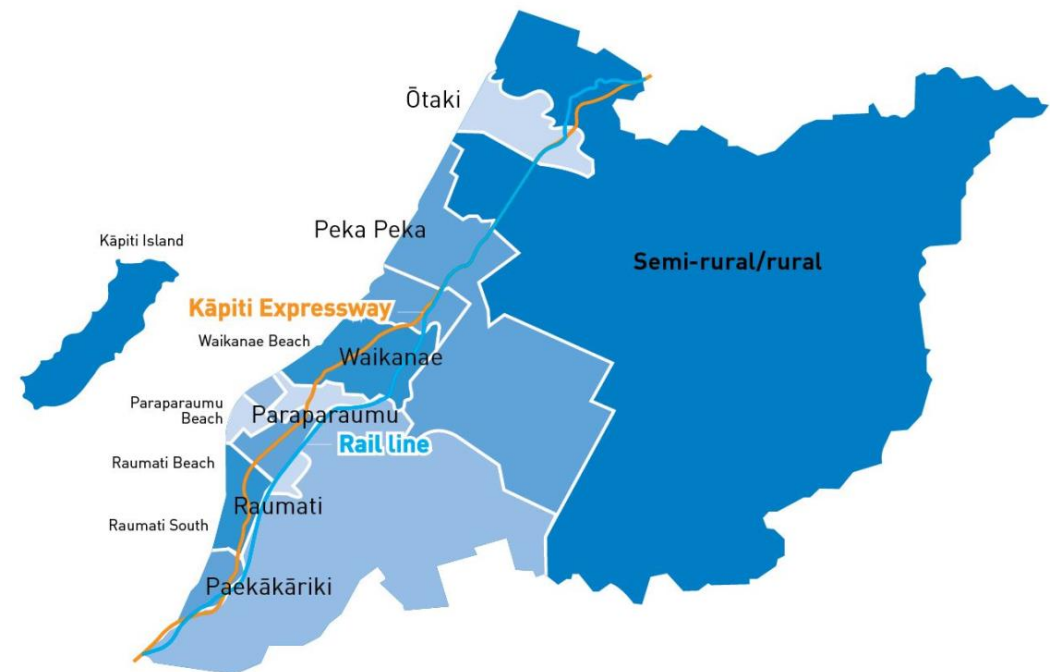 Ōtaki
Peka Peka
Kāpiti Island
Semi-rural/rural
Kāpiti Expressway
Waikanae Beach
Waikanae
Paraparaumu
Beach
Paraparaumu
Rail line
Raumati Beach
Raumati
Raumati South
Paekākāriki